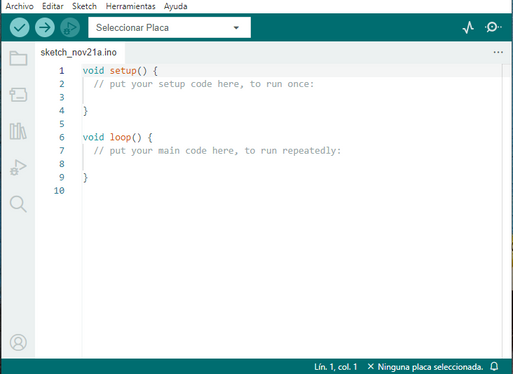 Archivo Editar Sketch Herramientas Ayuda
Seleccionar Placa
sketch_nov21a.ino
1 void setup() {
2 // put your setup code here, to run once:
3
4 }
5
6 void loop() {
7 // put your main code here, to run repeatedly:
8
9 }
10
Lín. 1, col. 1 Ninguna placa seleccionada.